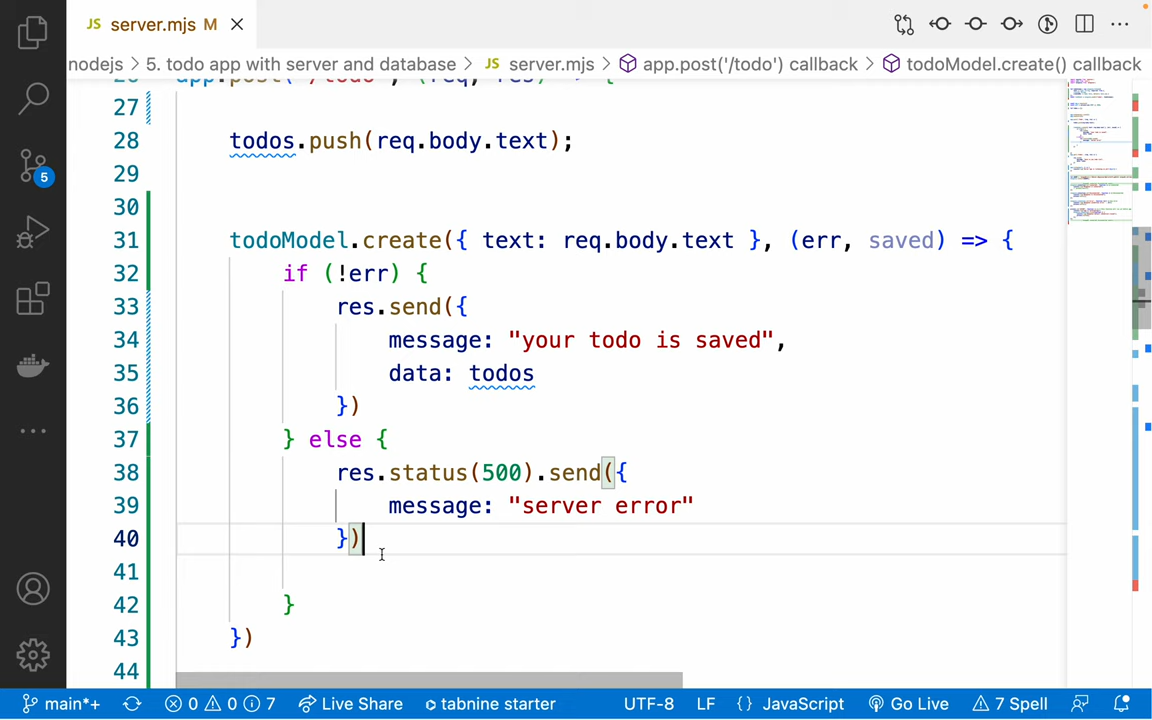 JS server.mjs M
nodejs > 5. todo app with server and database > JS server.mjs > app.post('/todo') callback > todoModel.create() callback
27
28 todos.push(req.body.text);
29
30
31 todoModel.create({ text: req.body.text }, (err, saved) => {
32 if (!err) {
33 res.send({
34 message: "your todo is saved",
35 data: todos
36 })
37 } else {
38 res.status(500).send({
39 message: "server error"
40 })
41
42 }
43 })
44
5
main*+ 0 0 7 Live Share tabnine starter UTF-8 LF {} JavaScript Go Live 7 Spell